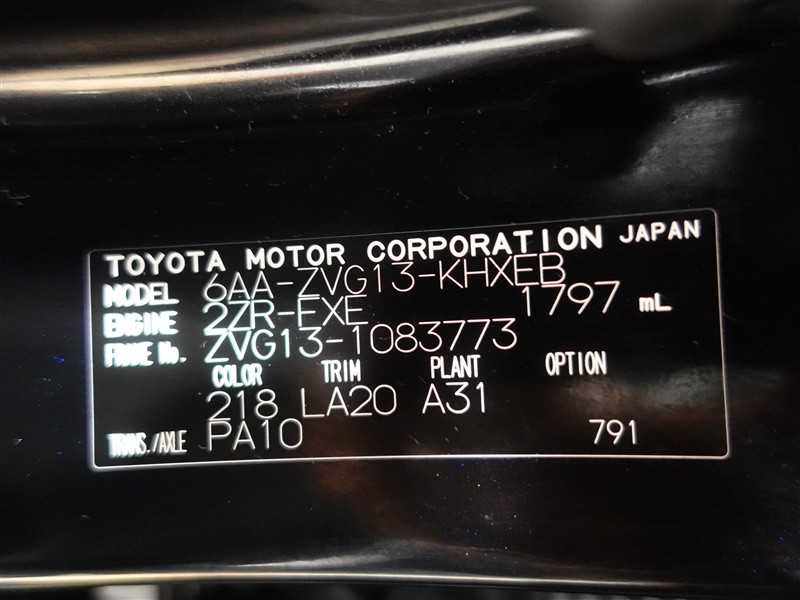 TOYOTA MOTOR CORPORATION JAPAN
MODEL 6AA-ZVG13-KHXEB
ENGINE 2ZR-FXE 1797 mL
FRAME No. ZVG13-1083773
COLOR TRIM PLANT OPTION
218 LA20 A31
TRANS./AXLE PA10 791